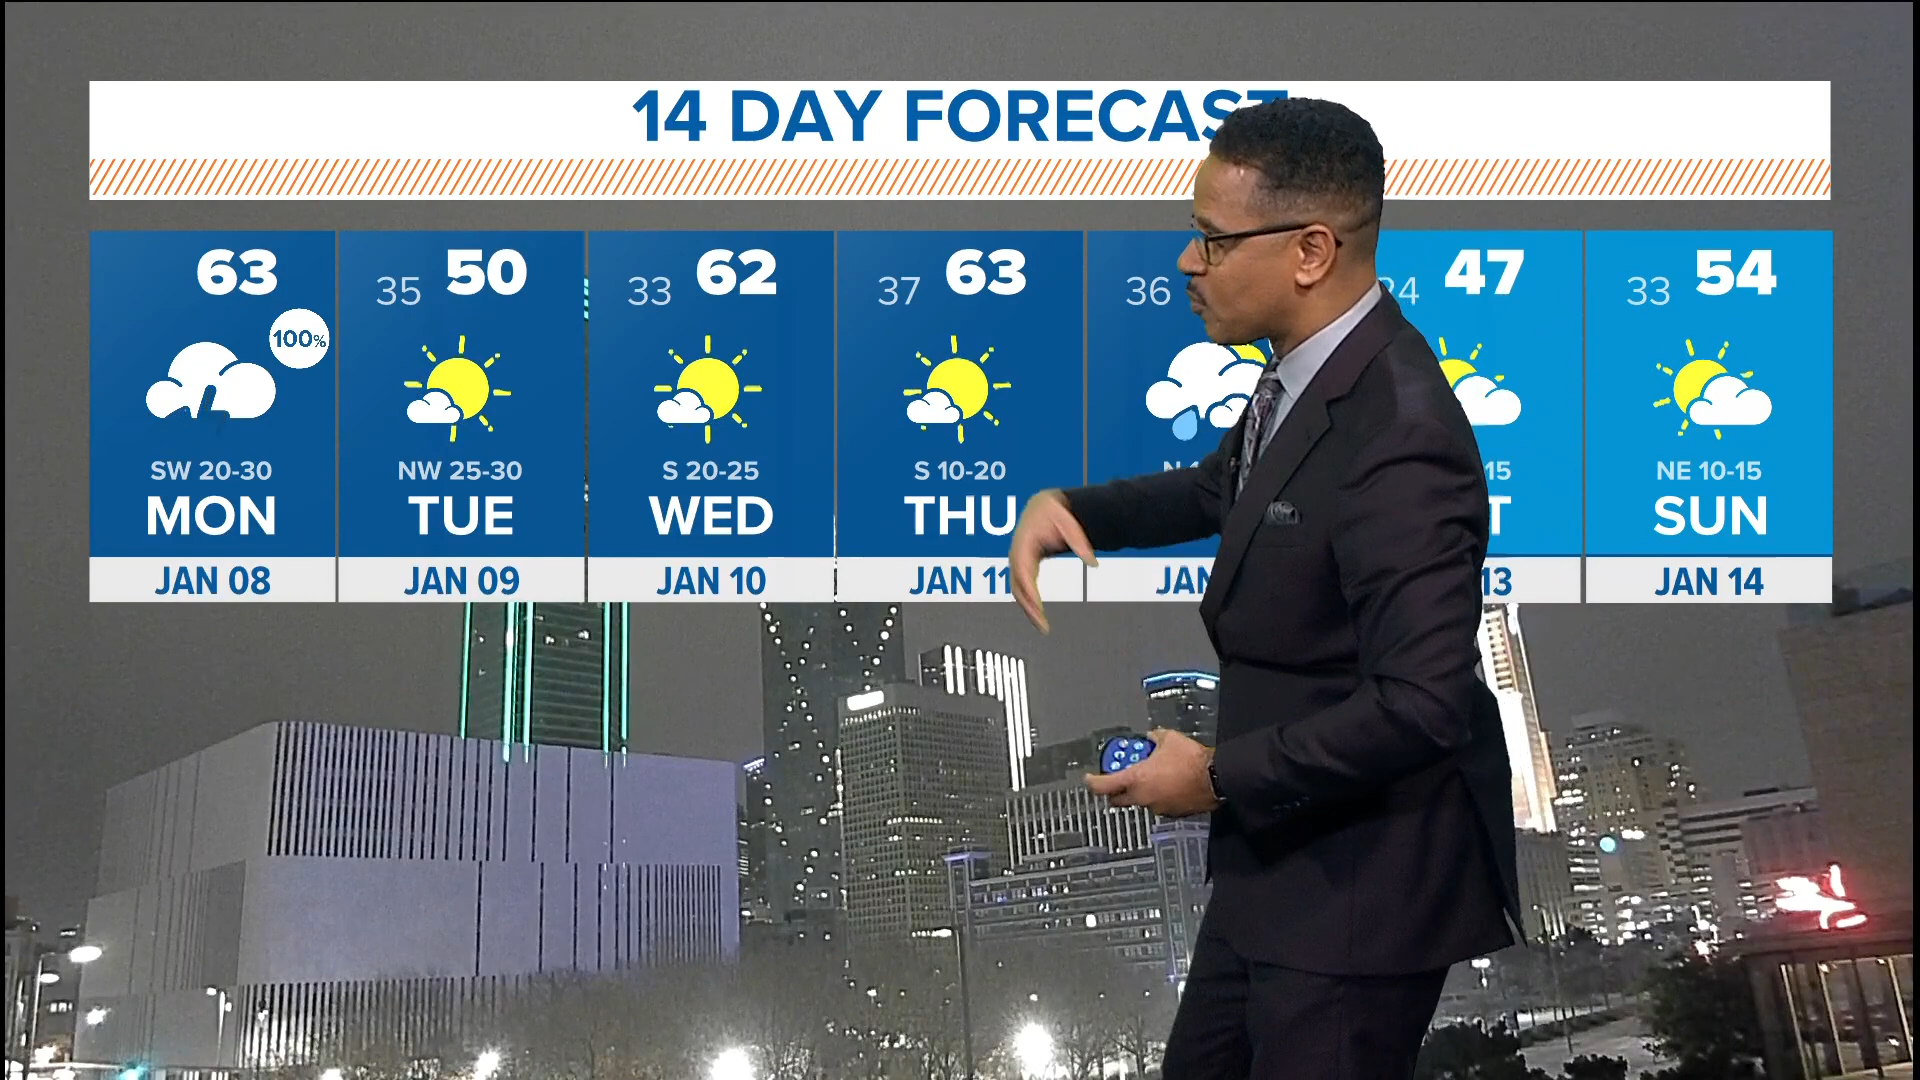 14 DAY FORECAST
63
35 50
33 62
37 63
36
24 47
33 54
100%
SW 20-30
NW 25-30
S 20-25
S 10-20
N
15
NE 10-15
MON
TUE
WED
THU
T
SUN
JAN 08
JAN 09
JAN 10
JAN 11
JAN
13
JAN 14